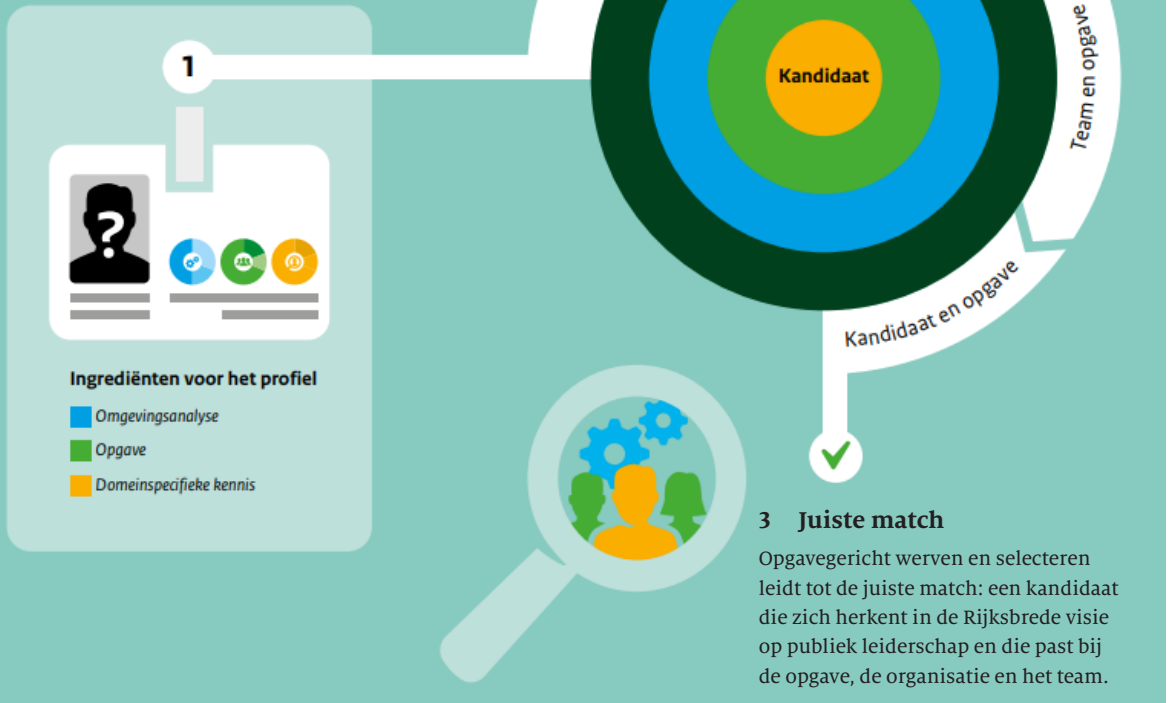 1
Kandidaat
Team en opgave
Kandidaat en opgave
?
Ingrediënten voor het profiel
Omgevingsanalyse
Opgave
Domeinspecifieke kennis
3 Juiste match
Opgavegericht werven en selecteren
leidt tot de juiste match: een kandidaat
die zich herkent in de Rijksbrede visie
op publiek leiderschap en die past bij
de opgave, de organisatie en het team.